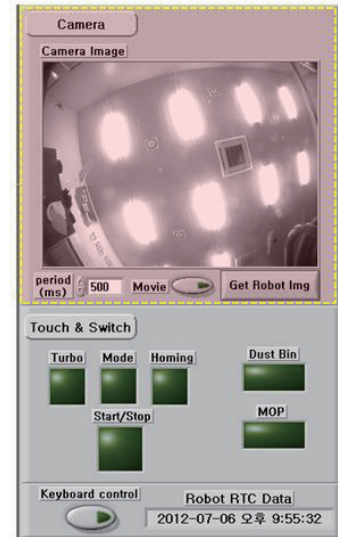 Camera
Camera Image
period
(ms)
500
Movie
Get Robot Img
Touch & Switch
Turbo
Mode
Homing
Dust Bin
Start/Stop
MOP
Keyboard control
Robot RTC Data
2012-07-06 오후 9:55:32